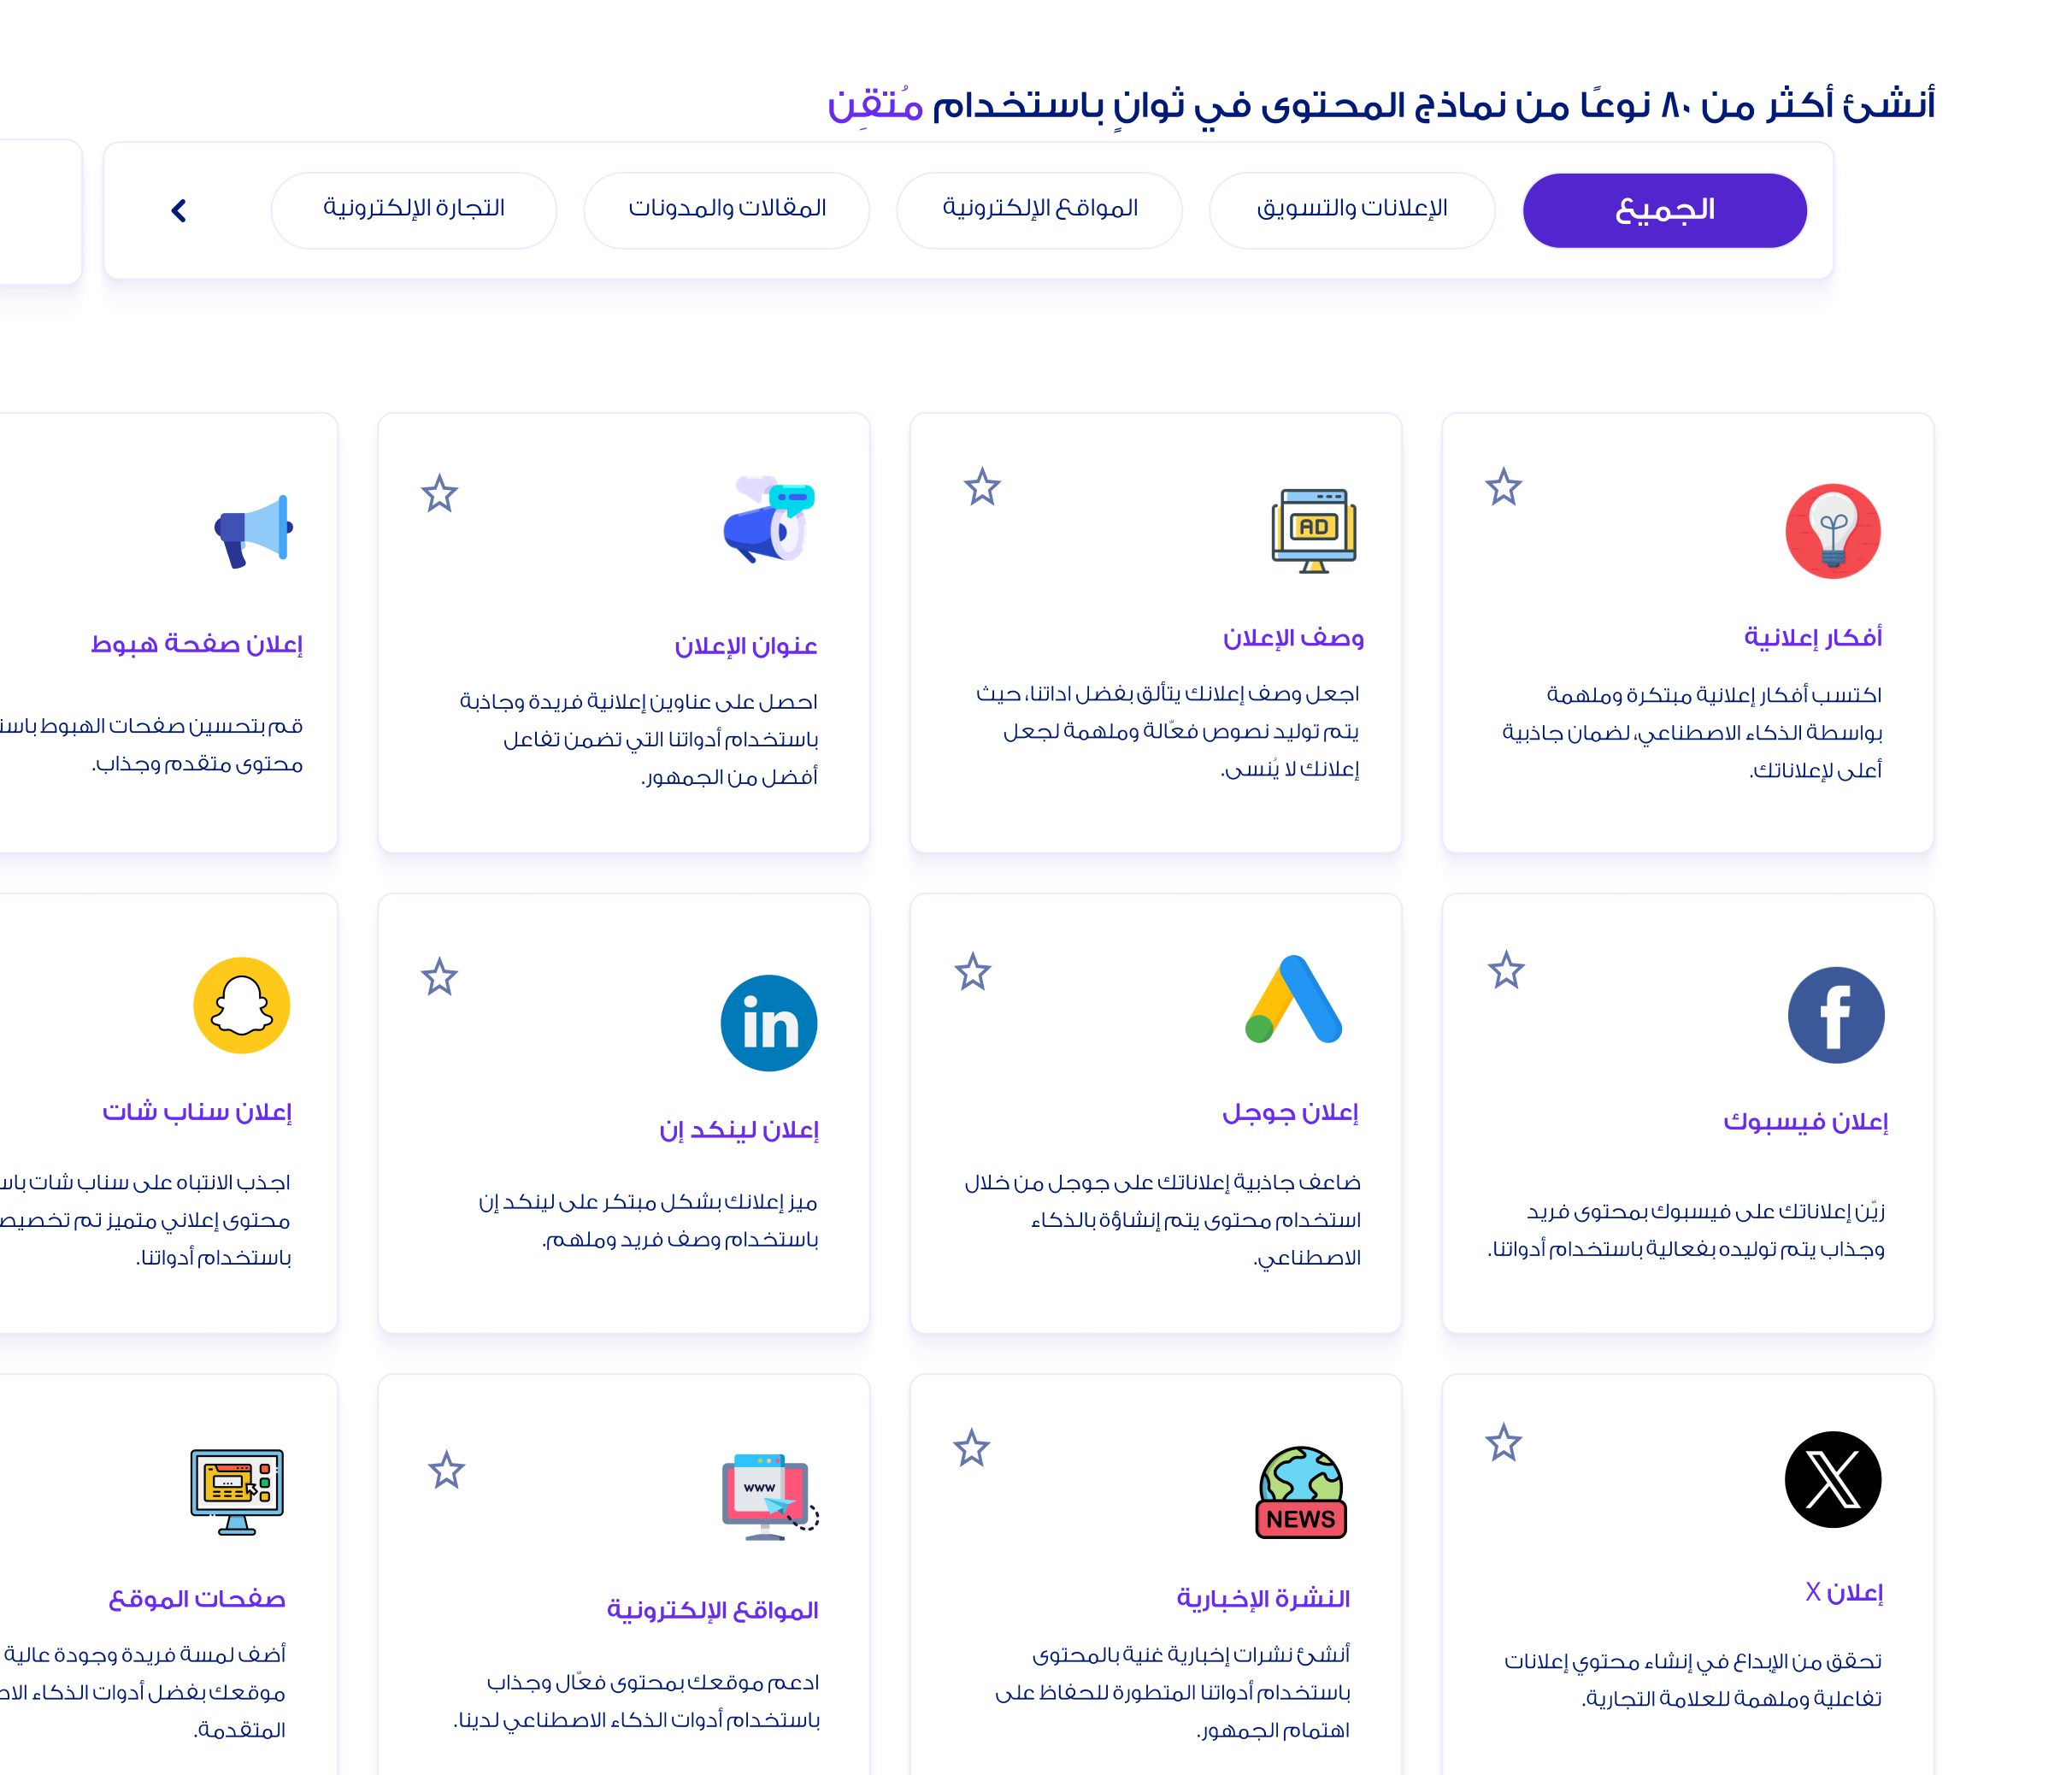 أنشئ أكثر من ٨٠ نوعًا من نماذج المحتوى في ثوانٍ باستخدام مُتقِن
الجميع
الإعلانات والتسويق
المواقع الإلكترونية
المقالات والمدونات
التجارة الإلكترونية
أفكار إعلانية
اكتسب أفكار إعلانية مبتكرة وملهمة
بواسطة الذكاء الاصطناعي، لضمان جاذبية
أعلى لإعلاناتك.
AD
وصف الإعلان
اجعل وصف إعلانك يتألق بفضل اداتنا، حيث
يتم توليد نصوص فعّالة وملهمة لجعل
إعلانك لا يُنسى.
عنوان الإعلان
احصل على عناوين إعلانية فريدة وجاذبة
باستخدام أدواتنا التي تضمن تفاعل
أفضل من الجمهور.
إعلان صفحة هبوط
قم بتحسين صفحات الهبوط
محتوى متقدم وجذاب.
إعلان فيسبوك
زيّن إعلاناتك على فيسبوك بمحتوى فريد
وجذاب يتم توليده بفعالية باستخدام أدواتنا.
إعلان جوجل
ضاعف جاذبية إعلاناتك على جوجل من خلال
استخدام محتوى يتم إنشاؤة بالذكاء
الاصطناعي.
in
إعلان لينكد إن
ميز إعلانك بشكل مبتكر على لينكد إن
باستخدام وصف فريد وملهم.
إعلان سناب شات
اجذب الانتباه على سناب شات
محتوى إعلاني متميز تم
باستخدام أدواتنا.
إعلان X
تحقق من الإبداع في إنشاء محتوي إعلانات
تفاعلية وملهمة للعلامة التجارية.
NEWS
النشرة الإخبارية
أنشئ نشرات إخبارية غنية بالمحتوى
باستخدام أدواتنا المتطورة للحفاظ على
اهتمام الجمهور.
www
المواقع الإلكترونية
ادعم موقعك بمحتوى فعّال وجذاب
باستخدام أدوات الذكاء الاصطناعي لدينا.
صفحات الموقع
أضف لمسة فريدة وجودة عالية
موقعك بفضل أدوات الذكاء
المتقدمة.